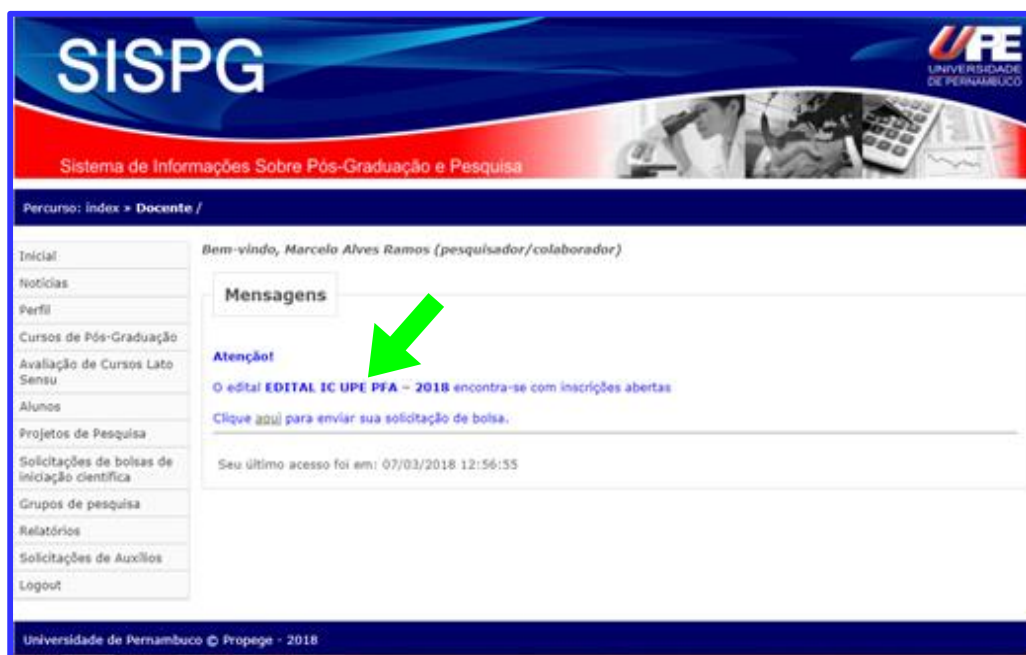 SISPG
UPE
UNIVERSIDADE
DE PERNAMBUCO
Sistema de Informações Sobre Pós-Graduação e Pesquisa
Percurso: index » Docente /
Inicial
Notícias
Perfil
Cursos de Pós-Graduação
Avaliação de Cursos Lato
Sensu
Alunos
Projetos de Pesquisa
Solicitações de bolsas de
iniciação científica
Grupos de pesquisa
Relatórios
Solicitações de Auxílios
Logout
Bem-vindo, Marcelo Alves Ramos (pesquisador/colaborador)
Mensagens
Atenção!
O edital EDITAL IC UPE PFA – 2018 encontra-se com inscrições abertas
Clique aqui para enviar sua solicitação de bolsa.
Seu último acesso foi em: 07/03/2018 12:56:55
Universidade de Pernambuco © Propege - 2018